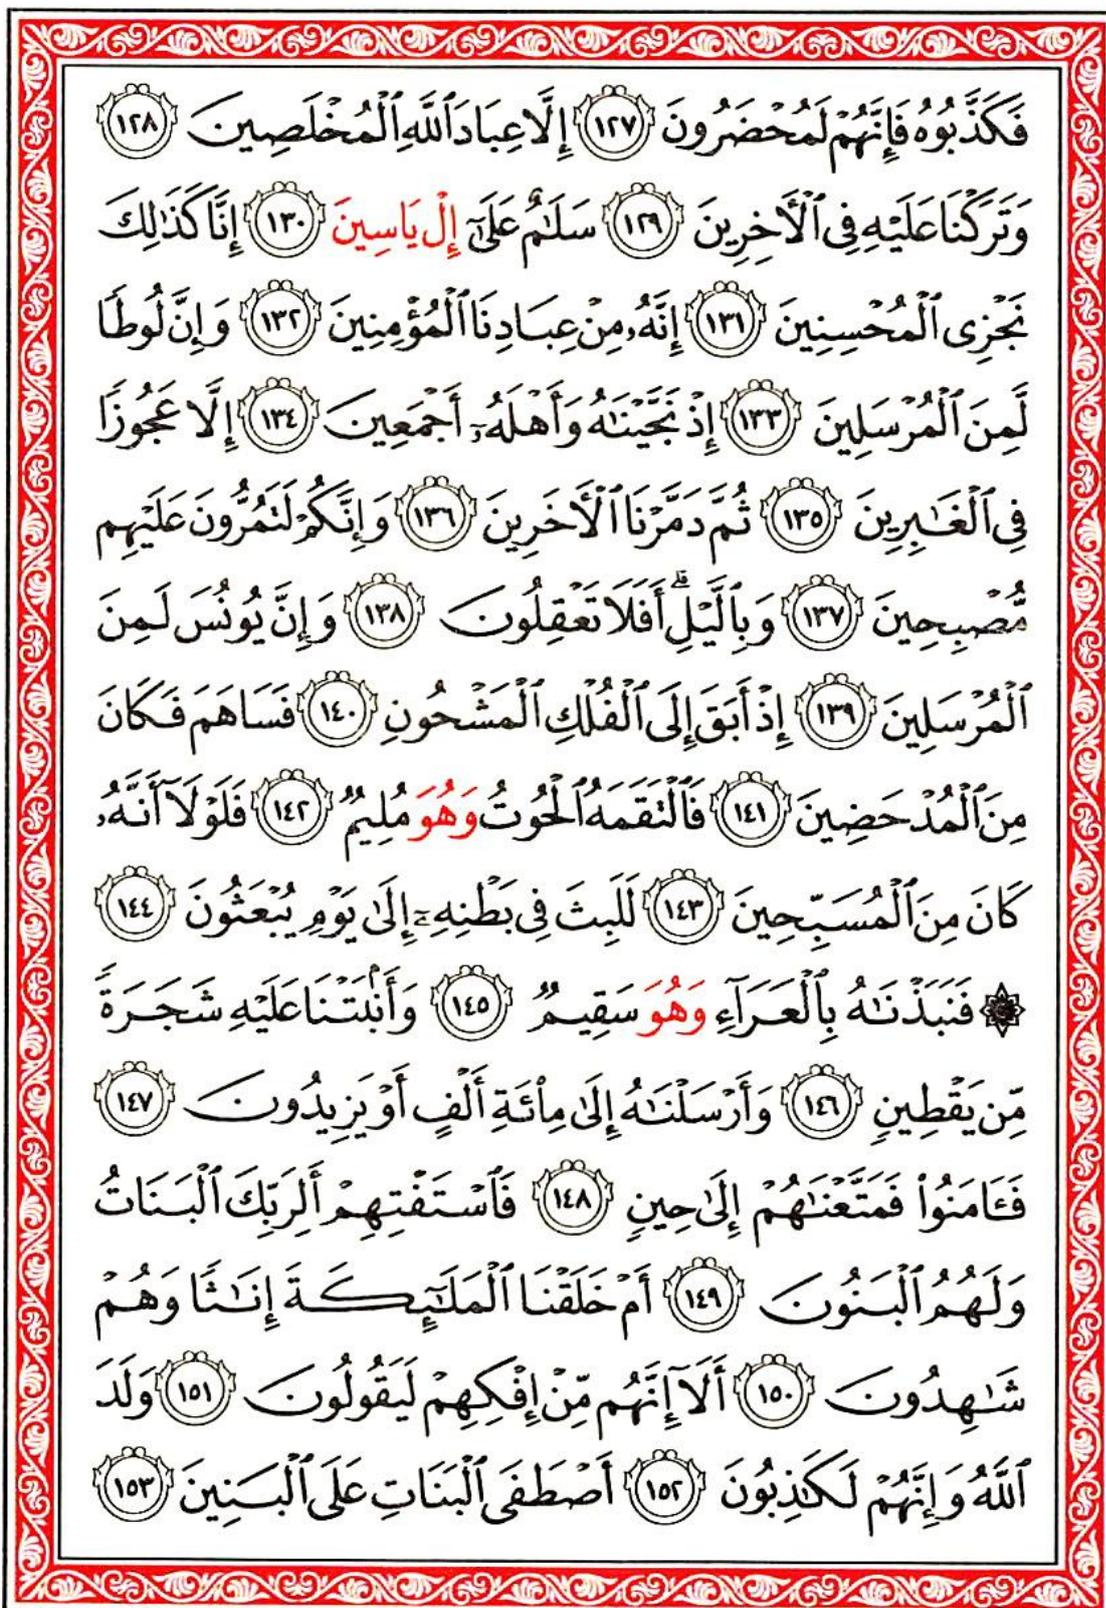 فَكَذَّبُوهُ فَإِنَّهُمْ لَمُحْضَرُونَ ١٢٧ إِلَّا عِبَادَ ٱللَّهِ ٱلْمُخْلَصِينَ ١٢٨
وَتَرَكْنَا عَلَيْهِ فِى ٱلْأَخِرِينَ ١٢٩ سَلَٰمٌ عَلَىٰٓ إِلْ يَاسِينَ ١٣٠ إِنَّا كَذَٰلِكَ
نَجْزِى ٱلْمُحْسِنِينَ ١٣١ إِنَّهُۥ مِنْ عِبَادِنَا ٱلْمُؤْمِنِينَ ١٣٢ وَإِنَّ لُوطًا
لَّمِنَ ٱلْمُرْسَلِينَ ١٣٣ إِذْ نَجَّيْنَٰهُ وَأَهْلَهُۥٓ أَجْمَعِينَ ١٣٤ إِلَّا عَجُوزًا
فِى ٱلْغَٰبِرِينَ ١٣٥ ثُمَّ دَمَّرْنَا ٱلْأَخَرِينَ ١٣٦ وَإِنَّكُمْ لَتَمُرُّونَ عَلَيْهِم
مُّصْبِحِينَ ١٣٧ وَبِٱلَّيْلِۗ أَفَلَا تَعْقِلُونَ ١٣٨ وَإِنَّ يُونُسَ لَمِنَ
ٱلْمُرْسَلِينَ ١٣٩ إِذْ أَبَقَ إِلَى ٱلْفُلْكِ ٱلْمَشْحُونِ ١٤٠ فَسَاهَمَ فَكَانَ
مِنَ ٱلْمُدْحَضِينَ ١٤١ فَٱلْتَقَمَهُ ٱلْحُوتُ وَهُوَ مُلِيمٌ ١٤٢ فَلَوْلَآ أَنَّهُۥ
كَانَ مِنَ ٱلْمُسَبِّحِينَ ١٤٣ لَلَبِثَ فِى بَطْنِهِۦٓ إِلَىٰ يَوْمِ يُبْعَثُونَ ١٤٤
۞ فَنَبَذْنَٰهُ بِٱلْعَرَآءِ وَهُوَ سَقِيمٌ ١٤٥ وَأَنۢبَتْنَا عَلَيْهِ شَجَرَةً
مِّن يَقْطِينٍ ١٤٦ وَأَرْسَلْنَٰهُ إِلَىٰ مِا۟ئَةِ أَلْفٍ أَوْ يَزِيدُونَ ١٤٧
فَـَٔامَنُوا۟ فَمَتَّعْنَٰهُمْ إِلَىٰ حِينٍ ١٤٨ فَٱسْتَفْتِهِمْ أَلِرَبِّكَ ٱلْبَنَاتُ
وَلَهُمُ ٱلْبَنُونَ ١٤٩ أَمْ خَلَقْنَا ٱلْمَلَٰٓئِكَةَ إِنَٰثًا وَهُمْ
شَٰهِدُونَ ١٥٠ أَلَآ إِنَّهُم مِّنْ إِفْكِهِمْ لَيَقُولُونَ ١٥١ وَلَدَ
ٱللَّهُ وَإِنَّهُمْ لَكَٰذِبُونَ ١٥٢ أَصْطَفَى ٱلْبَنَاتِ عَلَى ٱلْبَنِينَ ١٥٣